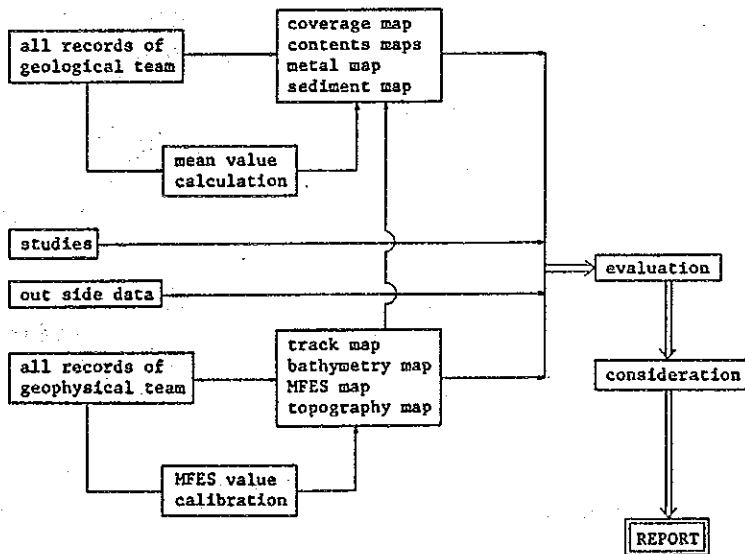 all records of
geological team
coverage map
contents maps
metal map
sediment map
mean value
calculation
studies
out side data
evaluation
all records of
geophysical team
track map
bathymetry map
MFES map
topography map
consideration
MFES value
calibration
REPORT